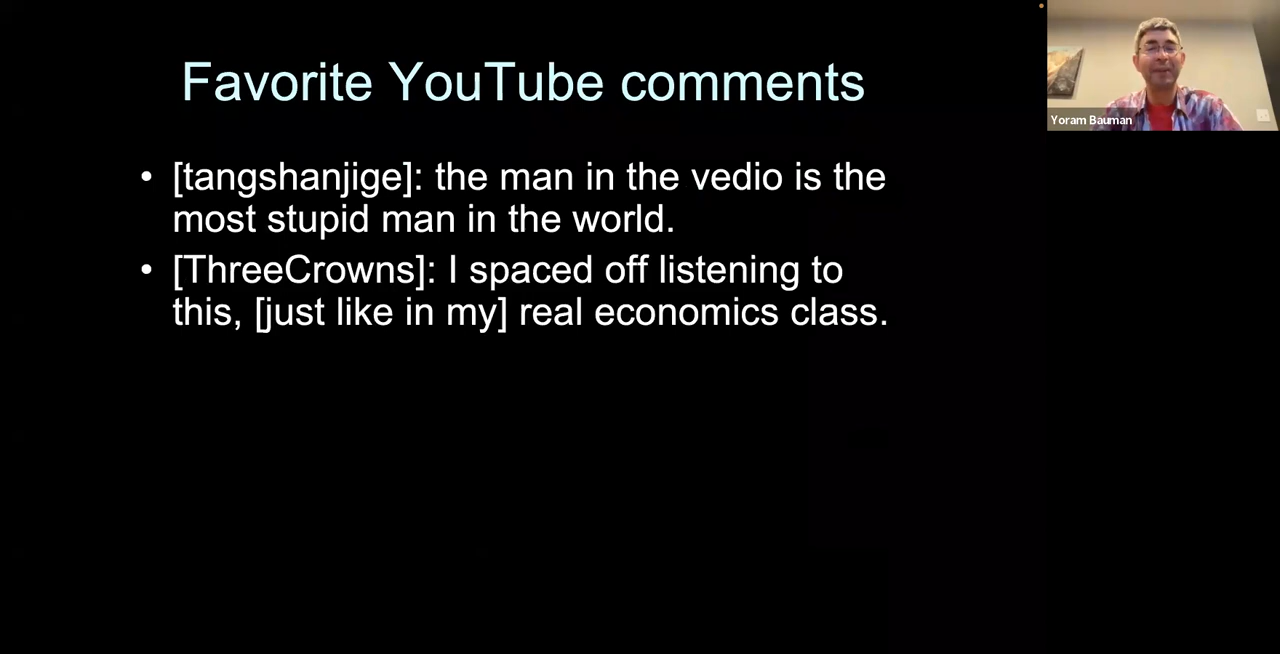 Favorite YouTube comments
Yoram Bauman
• [tangshanjige]: the man in the vedio is the
most stupid man in the world.
• [ThreeCrowns]: I spaced off listening to
this, [just like in my] real economics class.